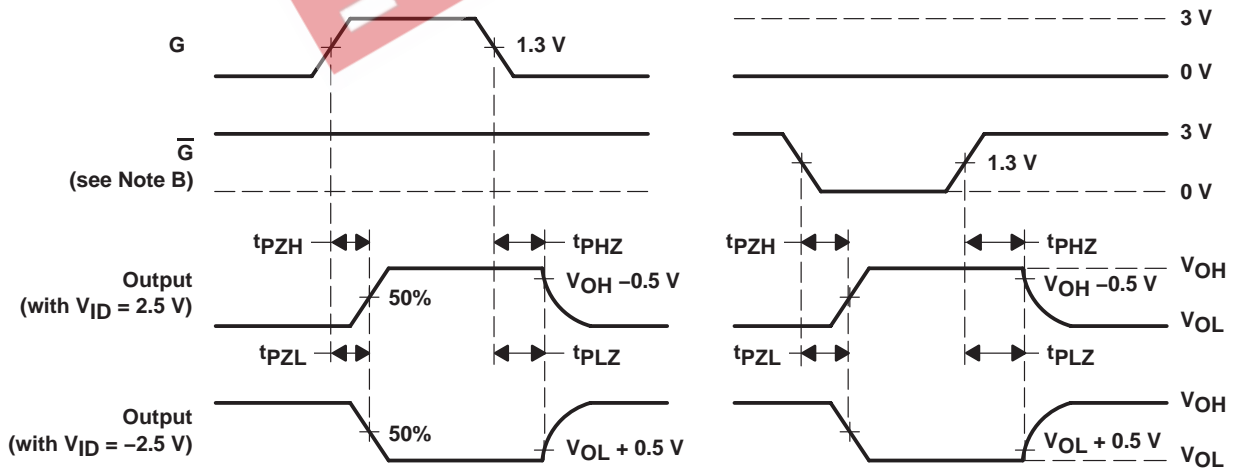 G
1.3 V
3 V
0 V
G
(see Note B)
1.3 V
3 V
0 V
tPZH
tPHZ
tPZH
tPHZ
Output
(with VID = 2.5 V)
50%
VOH –0.5 V
VOH –0.5 V
VOH
VOL
tPZL
tPLZ
tPZL
tPLZ
Output
(with VID = –2.5 V)
50%
VOL + 0.5 V
VOL + 0.5 V
VOH
VOL